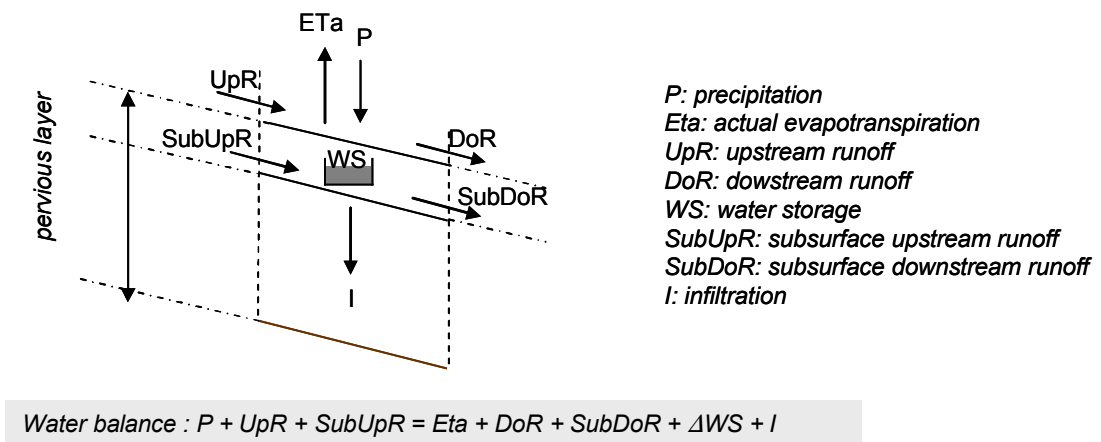 ETa
P
UpR
pervious layer
SubUpR
DoR
WS
SubDoR
I
P: precipitation
Eta: actual evapotranspiration
UpR: upstream runoff
DoR: dowstream runoff
WS: water storage
SubUpR: subsurface upstream runoff
SubDoR: subsurface downstream runoff
I: infiltration
Water balance : P + UpR + SubUpR = Eta + DoR + SubDoR + ΔWS + I